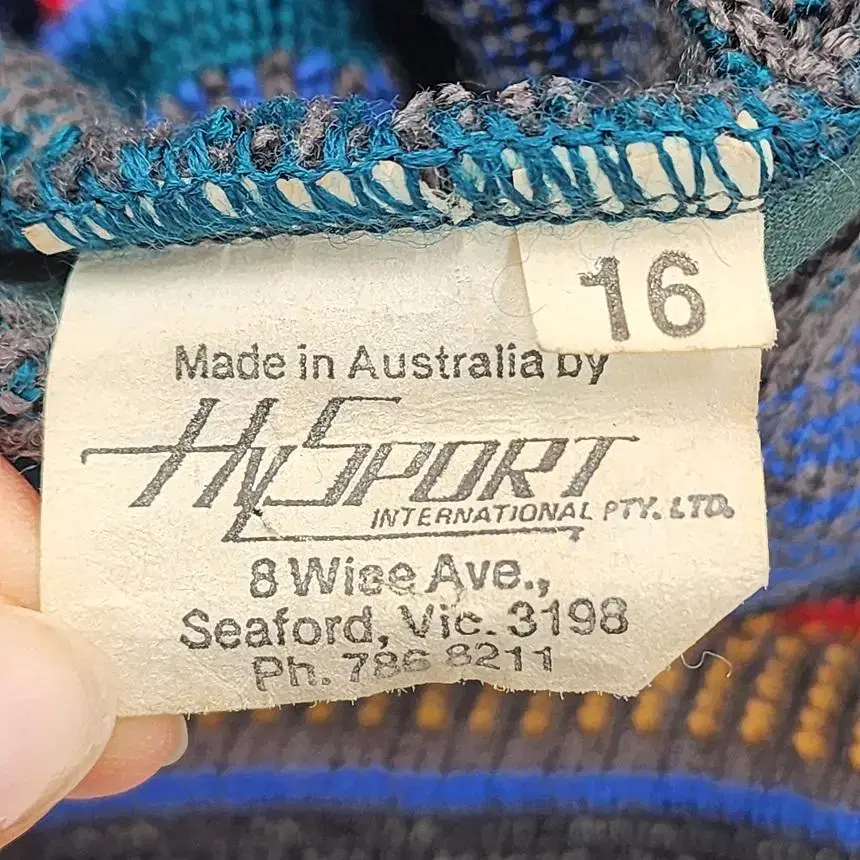 16
Made in Australia by
HySPORT
INTERNATIONAL PTY. LTD.
8 Wise Ave.,
Seaford, Vic. 3198
Ph. 786 8211